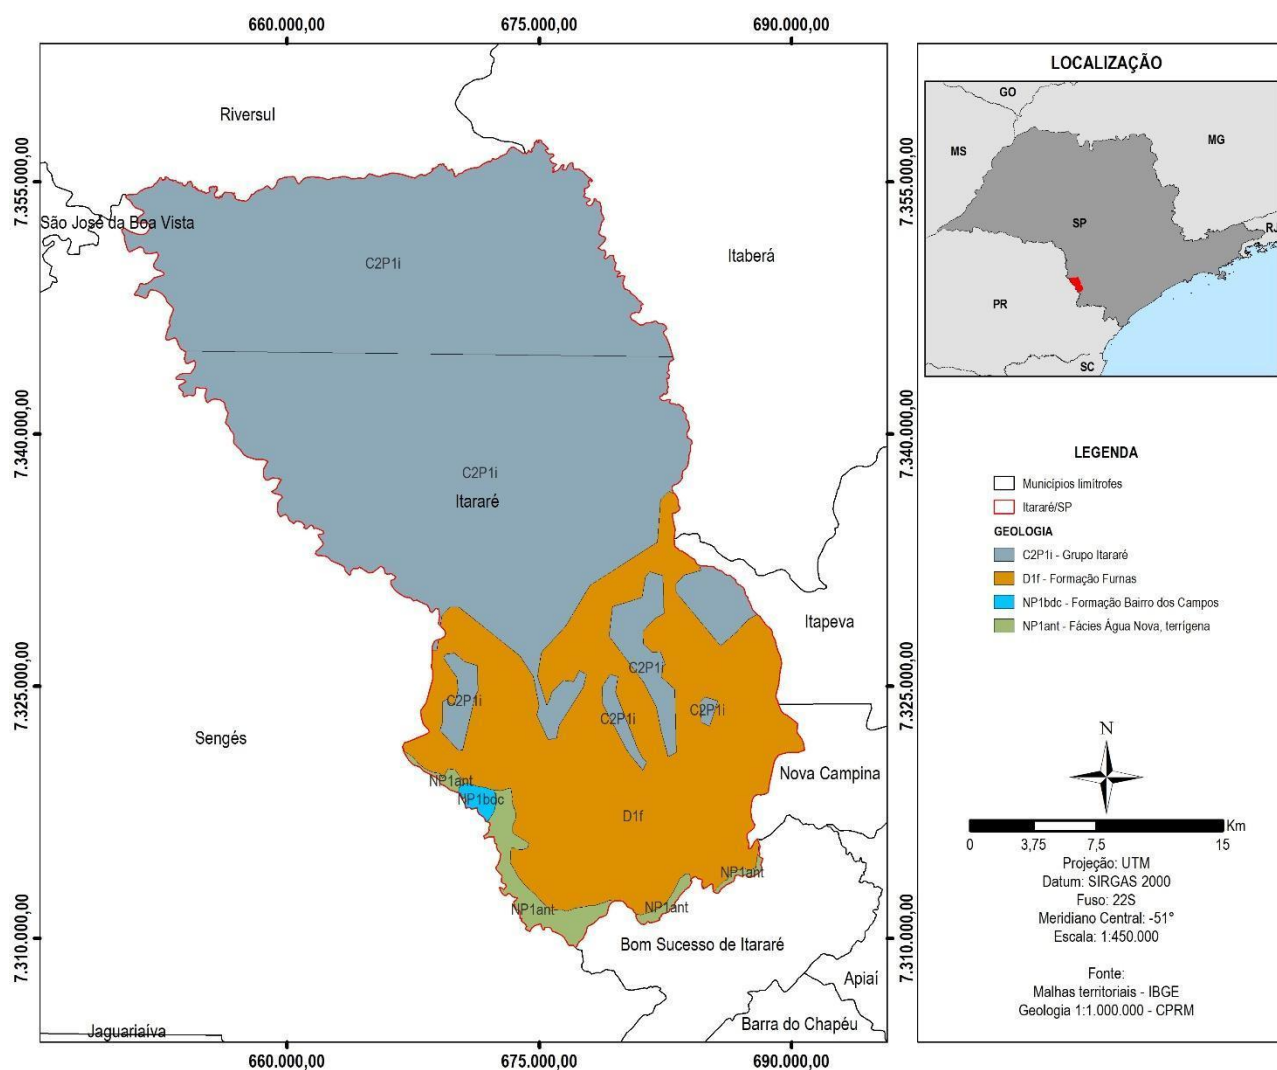 660.000,00
675.000,00
690.000,00
7.355.000,00
7.340.000,00
7.325.000,00
7.310.000,00
Riversul
São José da Boa Vista
C2P1i
Itaberá
C2P1i
Itararé
Itapeva
C2P1i
C2P1i
C2P1i
C2P1i
Sengés
NP1ant
NP1bdc
Nova Campina
D1f
NP1ant
NP1ant
NP1ant
Bom Sucesso de Itararé
Apiaí
Barra do Chapéu
Jaguariaíva
7.355.000,00
7.340.000,00
7.325.000,00
7.310.000,00
660.000,00
675.000,00
690.000,00
LOCALIZAÇÃO
GO
MS
MG
SP
RJ
PR
SC
LEGENDA
Municípios limítrofes
Itararé/SP
GEOLOGIA
C2P1i - Grupo Itararé
D1f - Formação Furnas
NP1bdc - Formação Bairro dos Campos
NP1ant - Fácies Água Nova, terrígena
N
Km
0 3,75 7,5 15
Projeção: UTM
Datum: SIRGAS 2000
Fuso: 22S
Meridiano Central: -51°
Escala: 1:450.000
Fonte:
Malhas territoriais - IBGE
Geologia 1:1.000.000 - CPRM